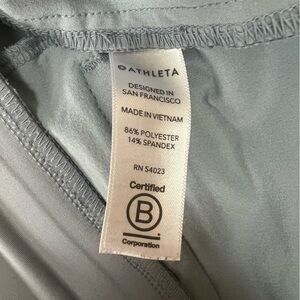 ATHLETA
DESIGNED IN
SAN FRANCISCO
MADE IN VIETNAM
86% POLYESTER
14% SPANDEX
RN 54023
Certified
B
Corporation